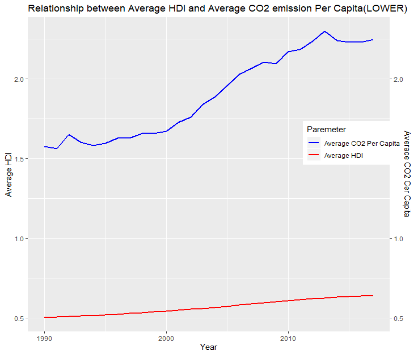 Relationship between Average HDI and Average CO2 emission Per Capita(LOWER)
Average HDI
2.0
1.5
1.0
0.5
Paremeter
Average CO2 Per Capita
Average HDI
2.0
1.0
0.5
Average CO2 Per Capita
1990
2000
2010
Year